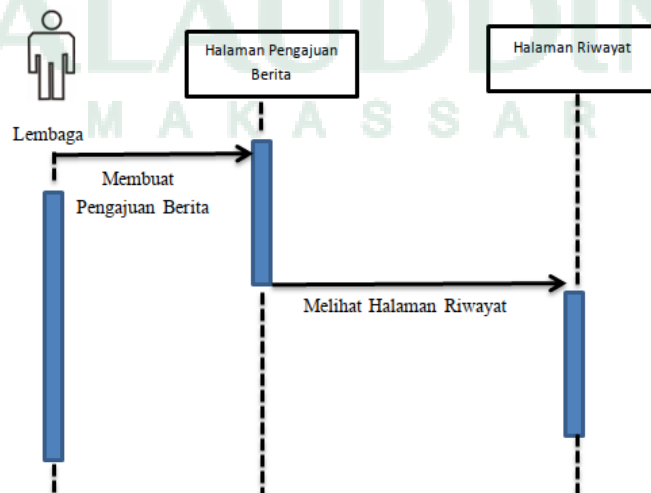 ALAUDDIN
MAKASSAR
Halaman Pengajuan
Berita
Halaman Riwayat
Lembaga
Membuat
Pengajuan Berita
Melihat Halaman Riwayat